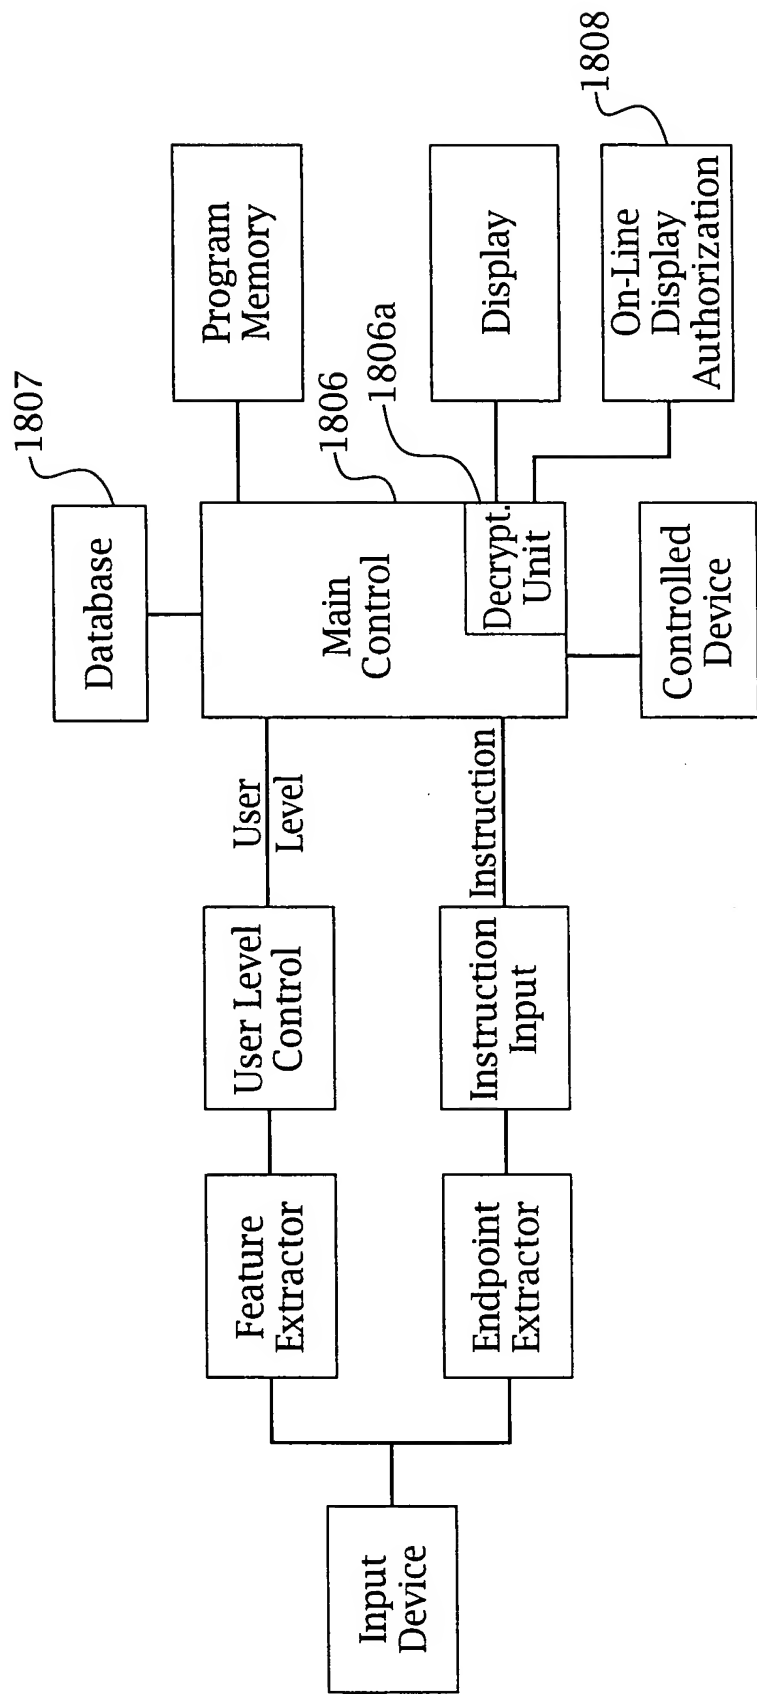 Input
Device
Feature
Extractor
Endpoint
Extractor
User Level
Control
Instruction
Input
User
Level
Instruction
Database
1807
Main
Control
1806
Decrypt.
Unit
1806a
Controlled
Device
Program
Memory
Display
On-Line
Display
Authorization
1808